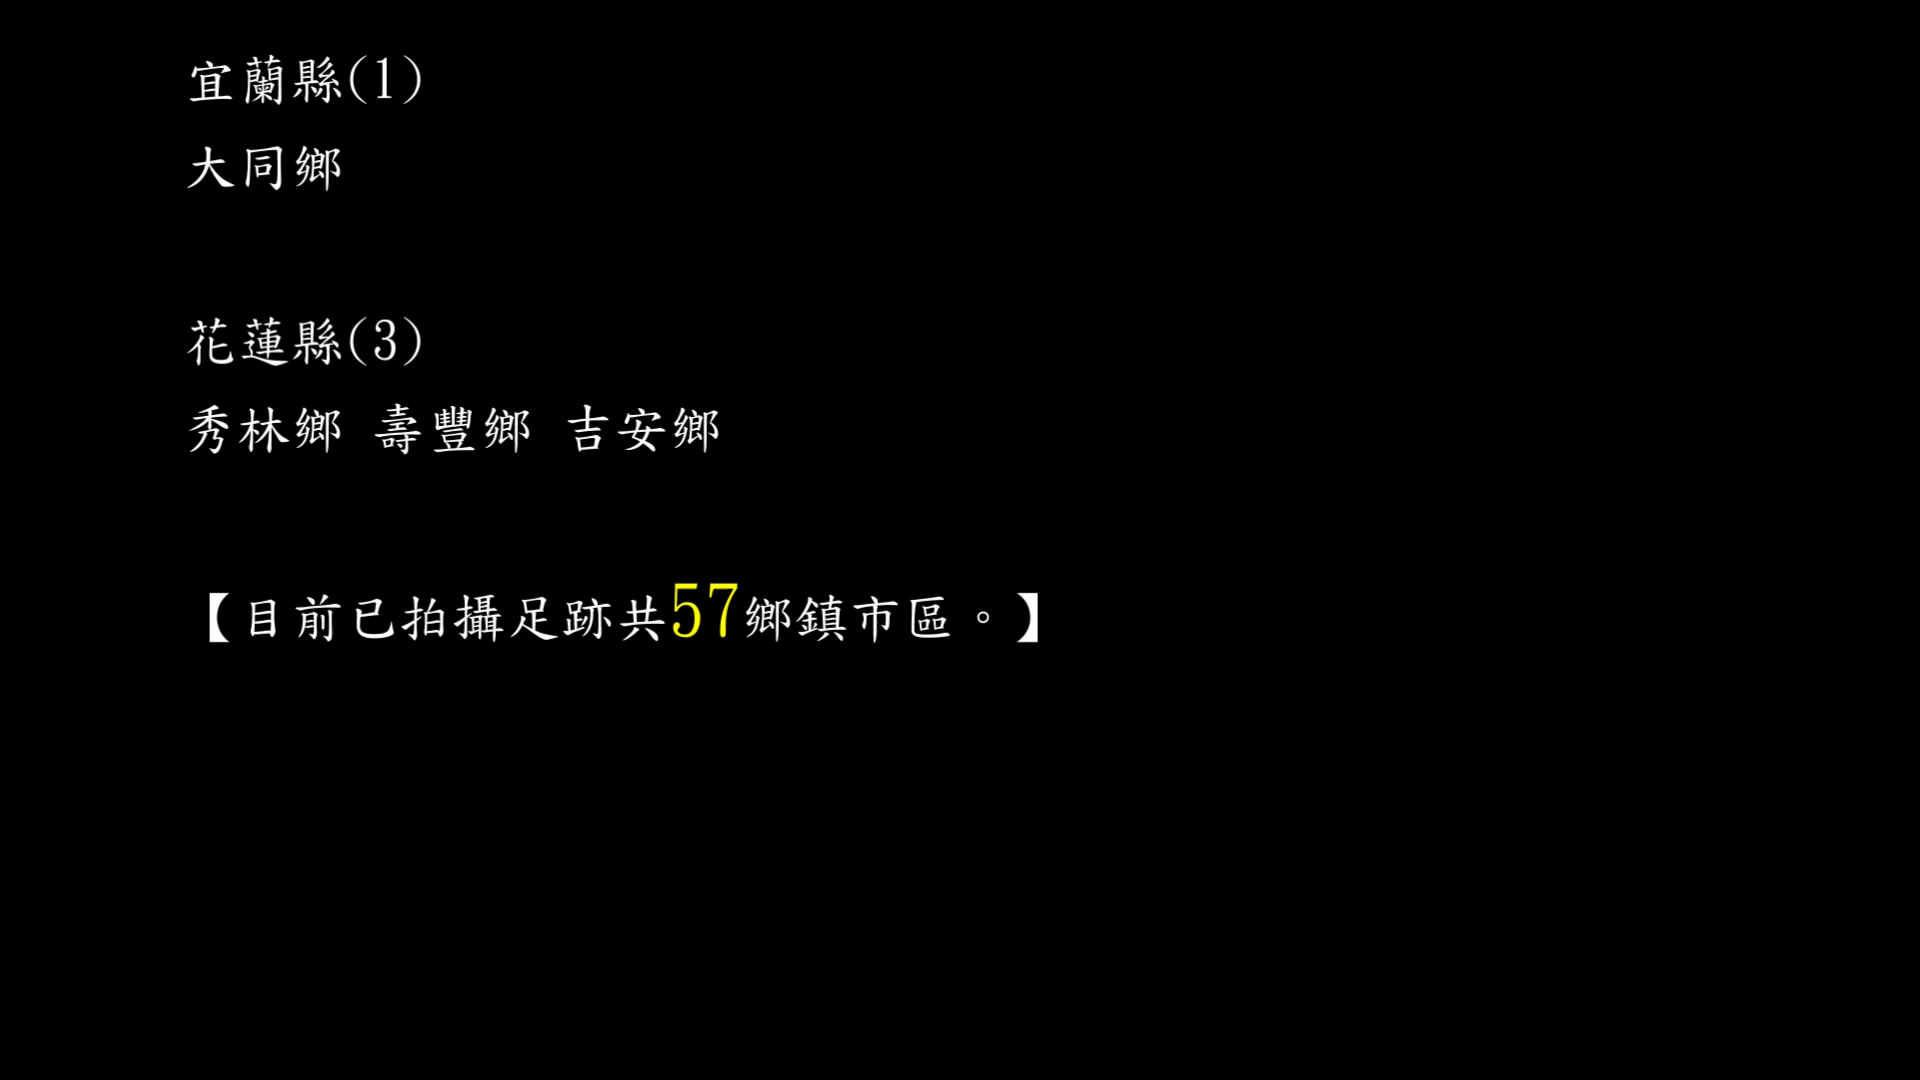 宜蘭縣(1)
大同鄉
花蓮縣(3)
秀林鄉 壽豐鄉 吉安鄉
【目前已拍攝足跡共57鄉鎮市區。】